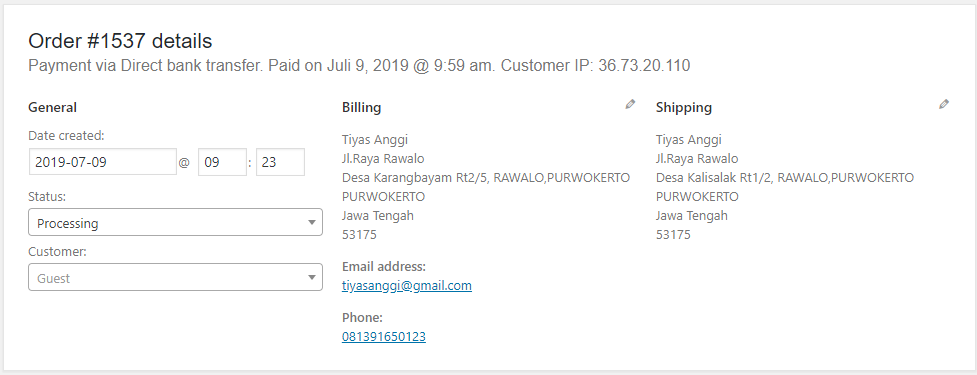 Order #1537 details
Payment via Direct bank transfer. Paid on Juli 9, 2019 @ 9:59 am. Customer IP: 36.73.20.110
General
Date created:
2019-07-09 @ 09 : 23
Status:
Processing
Customer:
Guest
Billing
Tiyas Anggi
Jl.Raya Rawalo
Desa Karangbayam Rt2/5, RAWALO,PURWOKERTO
PURWOKERTO
Jawa Tengah
53175
Email address:
tiyasanggi@gmail.com
Phone:
081391650123
Shipping
Tiyas Anggi
Jl.Raya Rawalo
Desa Kalisalak Rt1/2, RAWALO,PURWOKERTO
PURWOKERTO
Jawa Tengah
53175